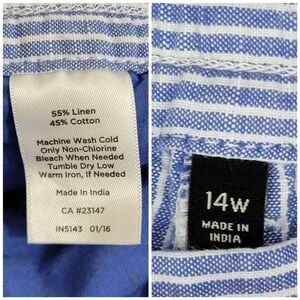 55% Linen
45% Cotton
Machine Wash Cold
Only Non-Chlorine
Bleach When Needed
Tumble Dry Low
Warm Iron, If Needed
Made In India
CA #23147
IN5143 01/16
14W
MADE IN
INDIA